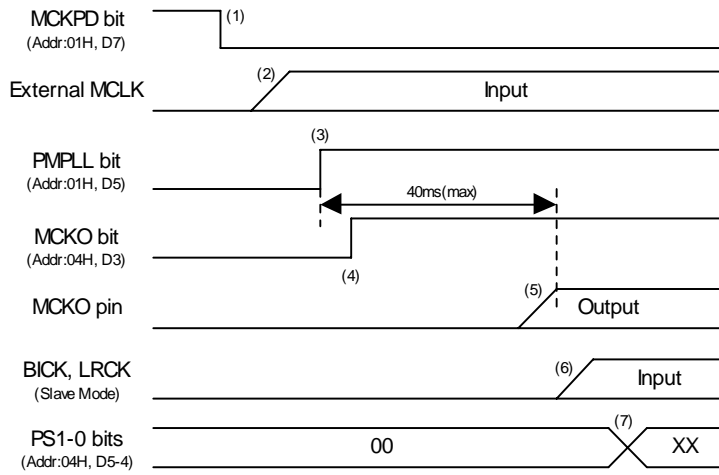 MCKPD bit
(Addr:01H, D7)
(1)
External MCLK
(2)
Input
PMPLL bit
(Addr:01H, D5)
(3)
40ms(max)
MCKO bit
(Addr:04H, D3)
(4)
MCKO pin
(5)
Output
BICK, LRCK
(Slave Mode)
(6)
Input
PS1-0 bits
(Addr:04H, D5-4)
00
(7)
XX